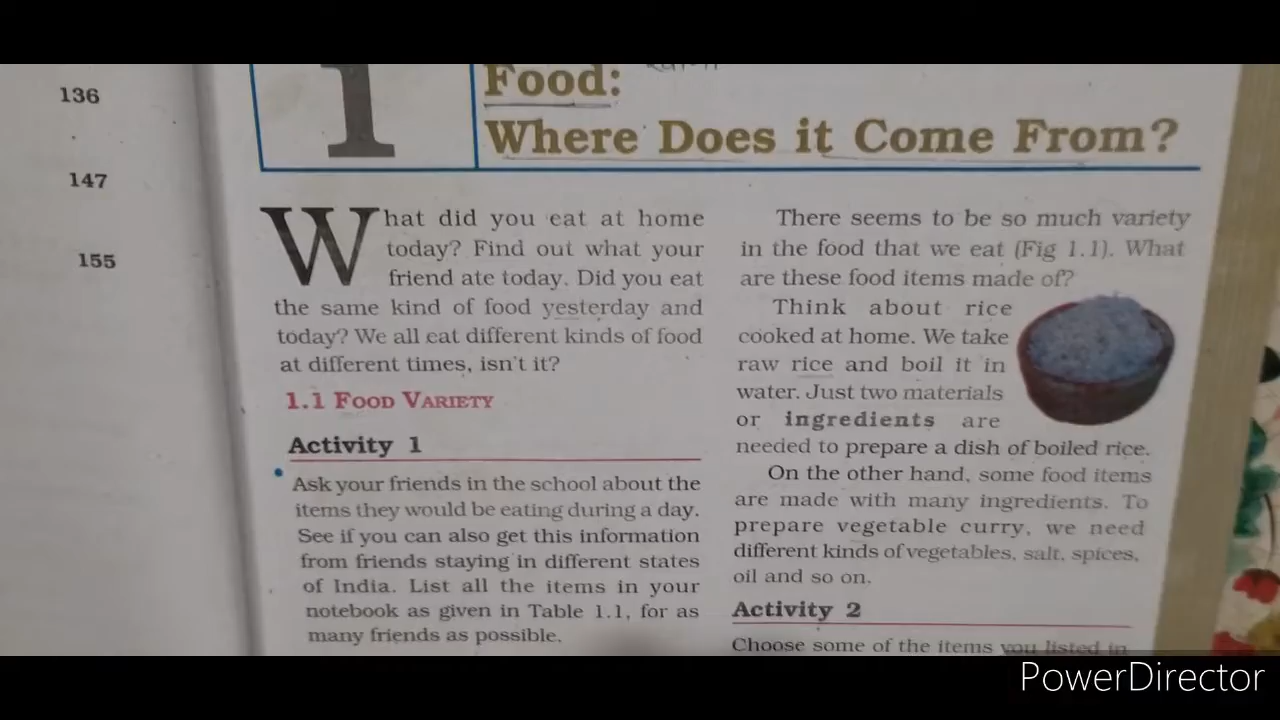 136
147
155
1
Food:
Where Does it Come From?
What did you eat at home
today? Find out what your
friend ate today. Did you eat
the same kind of food yesterday and
today? We all eat different kinds of food
at different times, isn't it?
1.1 FOOD VARIETY
Activity 1
Ask your friends in the school about the
items they would be eating during a day.
See if you can also get this information
from friends staying in different states
of India. List all the items in your
notebook as given in Table 1.1, for as
many friends as possible.
There seems to be so much variety
in the food that we eat (Fig 1.1). What
are these food items made of?
Think about rice
cooked at home. We take
raw rice and boil it in
water. Just two materials
or ingredients are
needed to prepare a dish of boiled rice.
On the other hand, some food items
are made with many ingredients. To
prepare vegetable curry, we need
different kinds of vegetables, salt, spices,
oil and so on.
Activity 2
Choose some of the items you listed in
PowerDirector